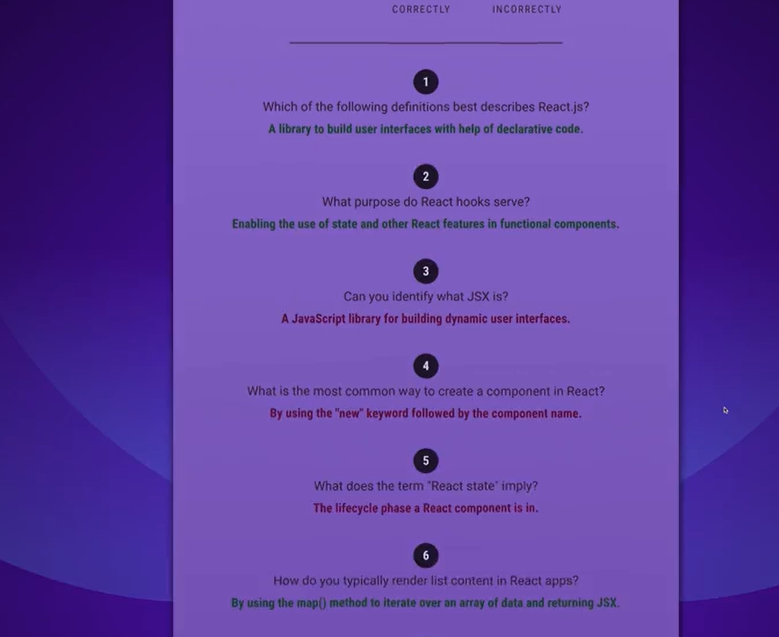 CORRECTLY INCORRECTLY
1
Which of the following definitions best describes React.js?
A library to build user interfaces with help of declarative code.
2
What purpose do React hooks serve?
Enabling the use of state and other React features in functional components.
3
Can you identify what JSX is?
A JavaScript library for building dynamic user interfaces.
4
What is the most common way to create a component in React?
By using the "new" keyword followed by the component name.
5
What does the term "React state" imply?
The lifecycle phase a React component is in.
6
How do you typically render list content in React apps?
By using the map() method to iterate over an array of data and returning JSX.